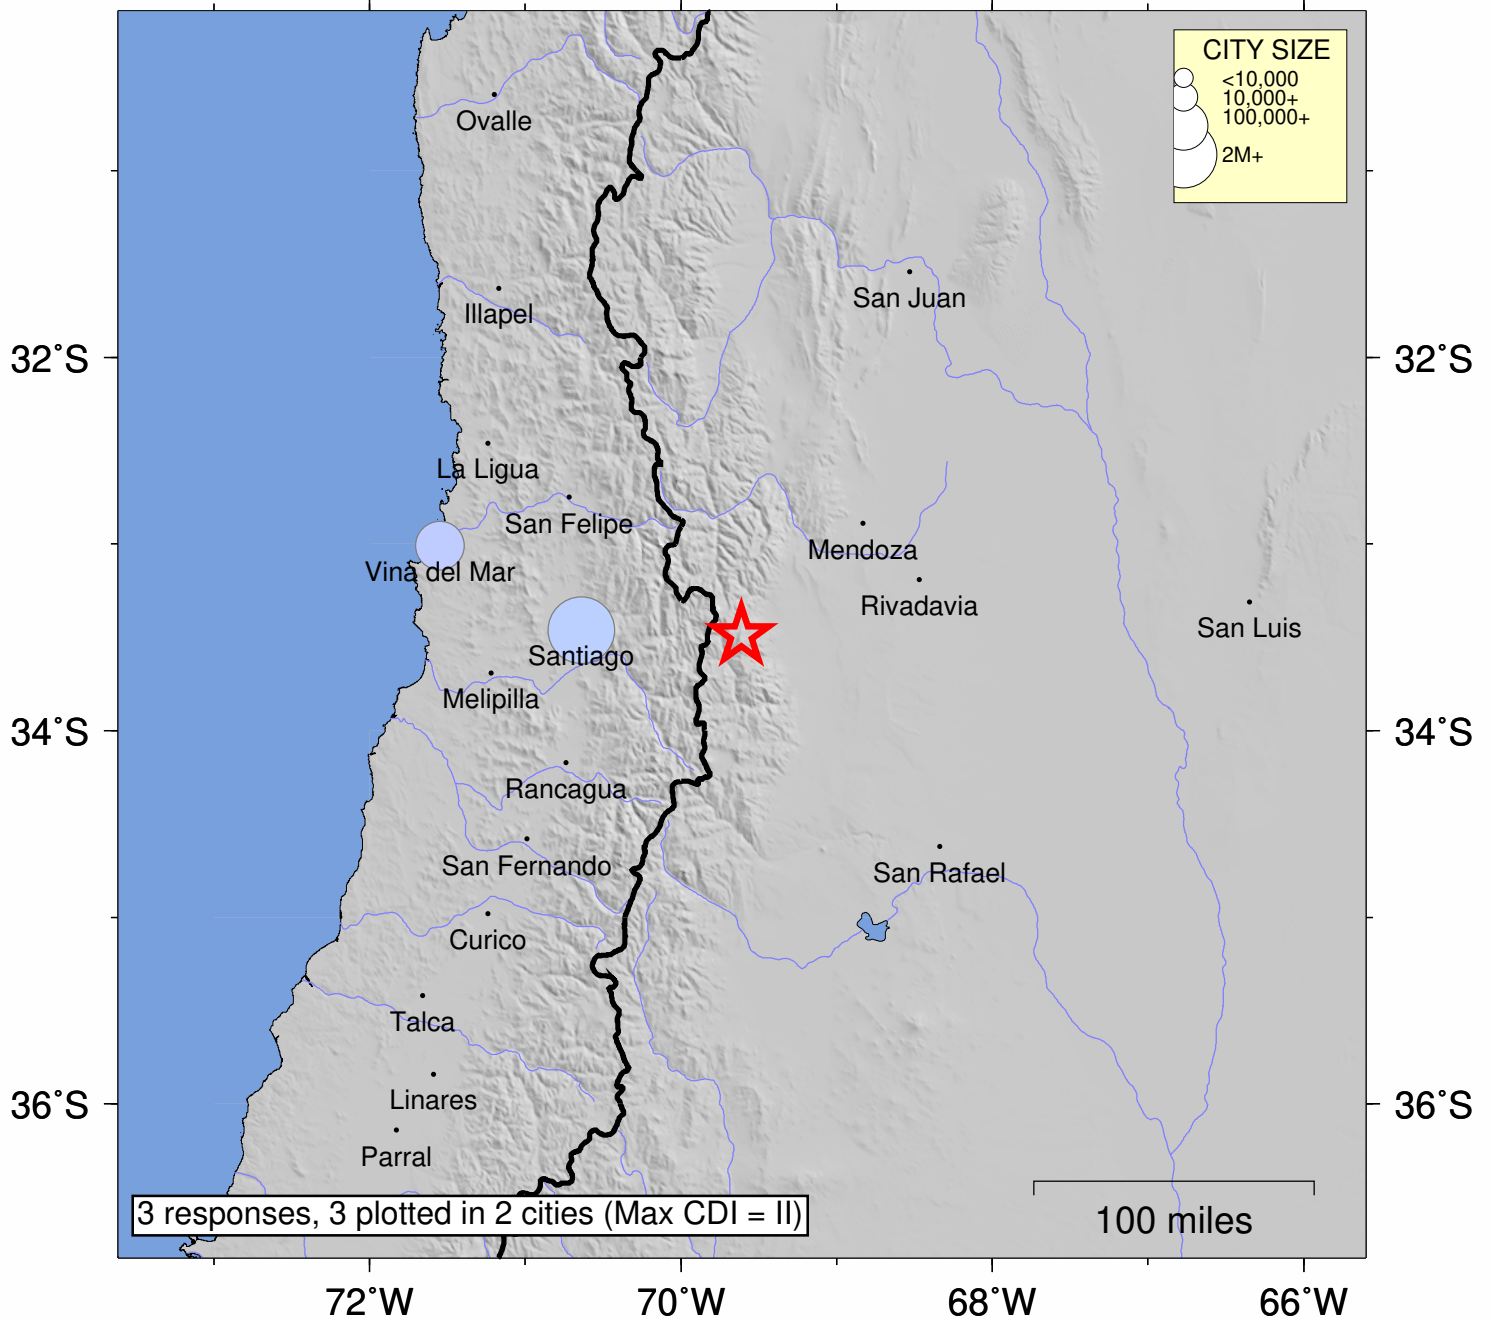 CITY SIZE
<10,000
10,000+
100,000+
2M+
Ovalle
San Juan
Illapel
32°S
32°S
La Ligua
San Felipe
Mendoza
Vina del Mar
Rivadavia
San Luis
Santiago
Melipilla
34°S
34°S
Rancagua
San Fernando
San Rafael
Curico
Talca
Linares
36°S
36°S
Parral
3 responses, 3 plotted in 2 cities (Max CDI = II)
100 miles
72°W
70°W
68°W
66°W